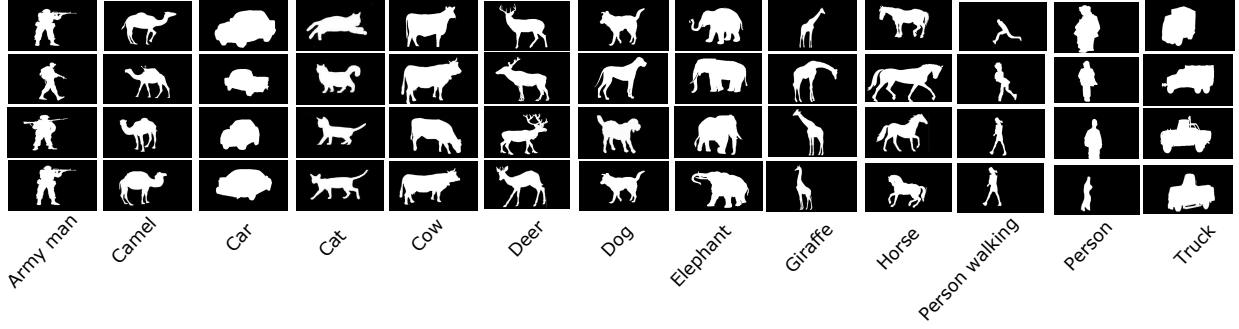 Army man
Camel
Car
Cat
Cow
Deer
Dog
Elephant
Giraffe
Horse
Person walking
Person
Truck